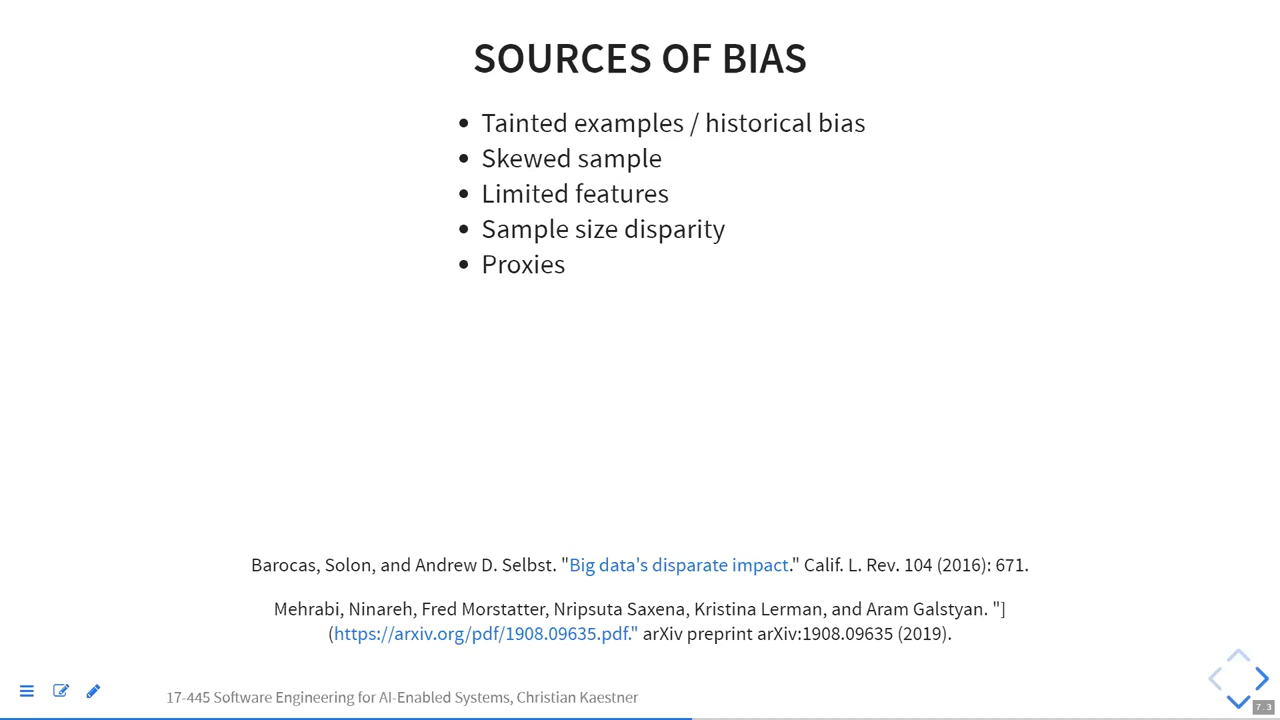 SOURCES OF BIAS
• Tainted examples / historical bias
• Skewed sample
• Limited features
• Sample size disparity
• Proxies
Barocas, Solon, and Andrew D. Selbst. "Big data's disparate impact." Calif. L. Rev. 104 (2016): 671.
Mehrabi, Ninareh, Fred Morstatter, Nripsuta Saxena, Kristina Lerman, and Aram Galstyan. "]
(https://arxiv.org/pdf/1908.09635.pdf." arXiv preprint arXiv:1908.09635 (2019).
17-445 Software Engineering for AI-Enabled Systems, Christian Kaestner
7.3